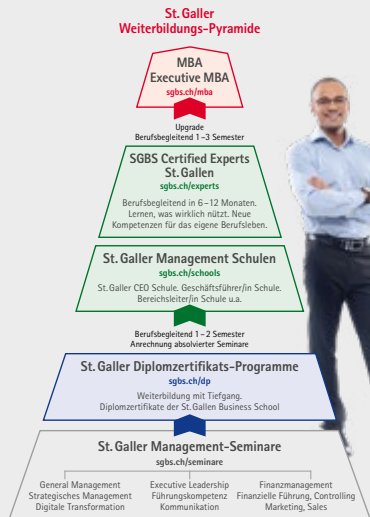 St. Galler
Weiterbildungs-Pyramide
MBA
Executive MBA
sgbs.ch/mba
Upgrade
Berufsbegleitend 1–3 Semester
SGBS Certified Experts
St. Gallen
sgbs.ch/experts
Berufsbegleitend in 6–12 Monaten.
Lernen, was wirklich nützt. Neue
Kompetenzen für das eigene Berufsleben.
St. Galler Management Schulen
sgbs.ch/schools
St. Galler CEO Schule. Geschäftsführer/in Schule.
Bereichsleiter/in Schule u.a.
Berufsbegleitend 1–2 Semester
Anrechnung absolvierter Seminare
St. Galler Diplomzertifikats-Programme
sgbs.ch/dp
Weiterbildung mit Tiefgang.
Diplomzertifikate der St. Gallen Business School
St. Galler Management-Seminare
sgbs.ch/seminare
General Management
Strategisches Management
Digitale Transformation
Executive Leadership
Führungskompetenz
Kommunikation
Finanzmanagement
Finanzielle Führung, Controlling
Marketing, Sales